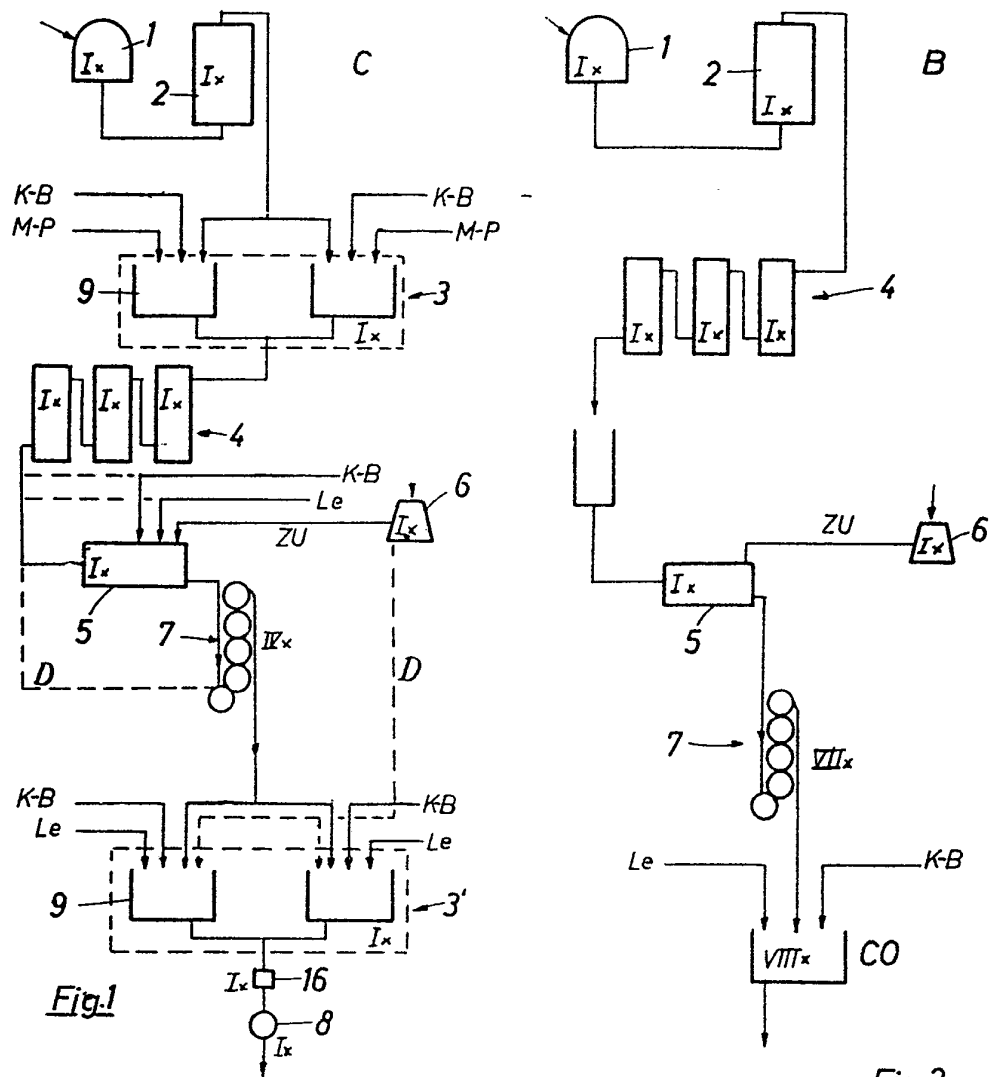 1
Ix
2
Ix
C
K-B
K-B
M-P
M-P
9
3
Ix
Ix
Ix
Ix
4
K-B
Le
6
Ix
ZU
Ix
5
7
IVx
D
D
K-B
K-B
Le
Le
9
3'
Ix
Ix
16
8
Ix
Fig.1
1
Ix
2
Ix
B
4
Ix
Ix
Ix
ZU
6
Ix
Ix
5
7
VIIx
Le
K-B
VIIIx
CO